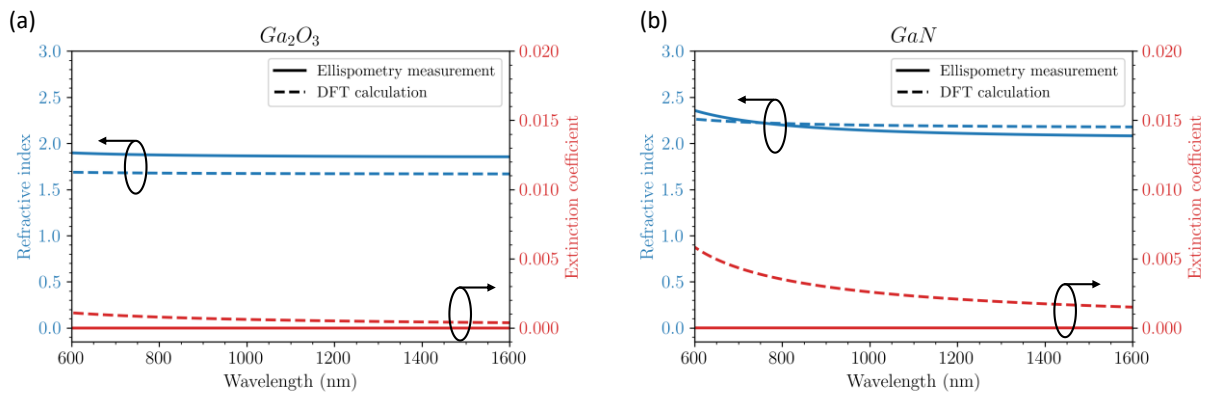 (a)
Ga₂O₃
3.0
2.5
2.0
1.5
1.0
0.5
0.0
Refractive index
Ellispometry measurement
DFT calculation
0.020
0.015
0.010
0.005
0.000
Extinction coefficient
600 800 1000 1200 1400 1600
Wavelength (nm)
(b)
GaN
3.0
2.5
2.0
1.5
1.0
0.5
0.0
Refractive index
Ellispometry measurement
DFT calculation
0.020
0.015
0.010
0.005
0.000
Extinction coefficient
600 800 1000 1200 1400 1600
Wavelength (nm)